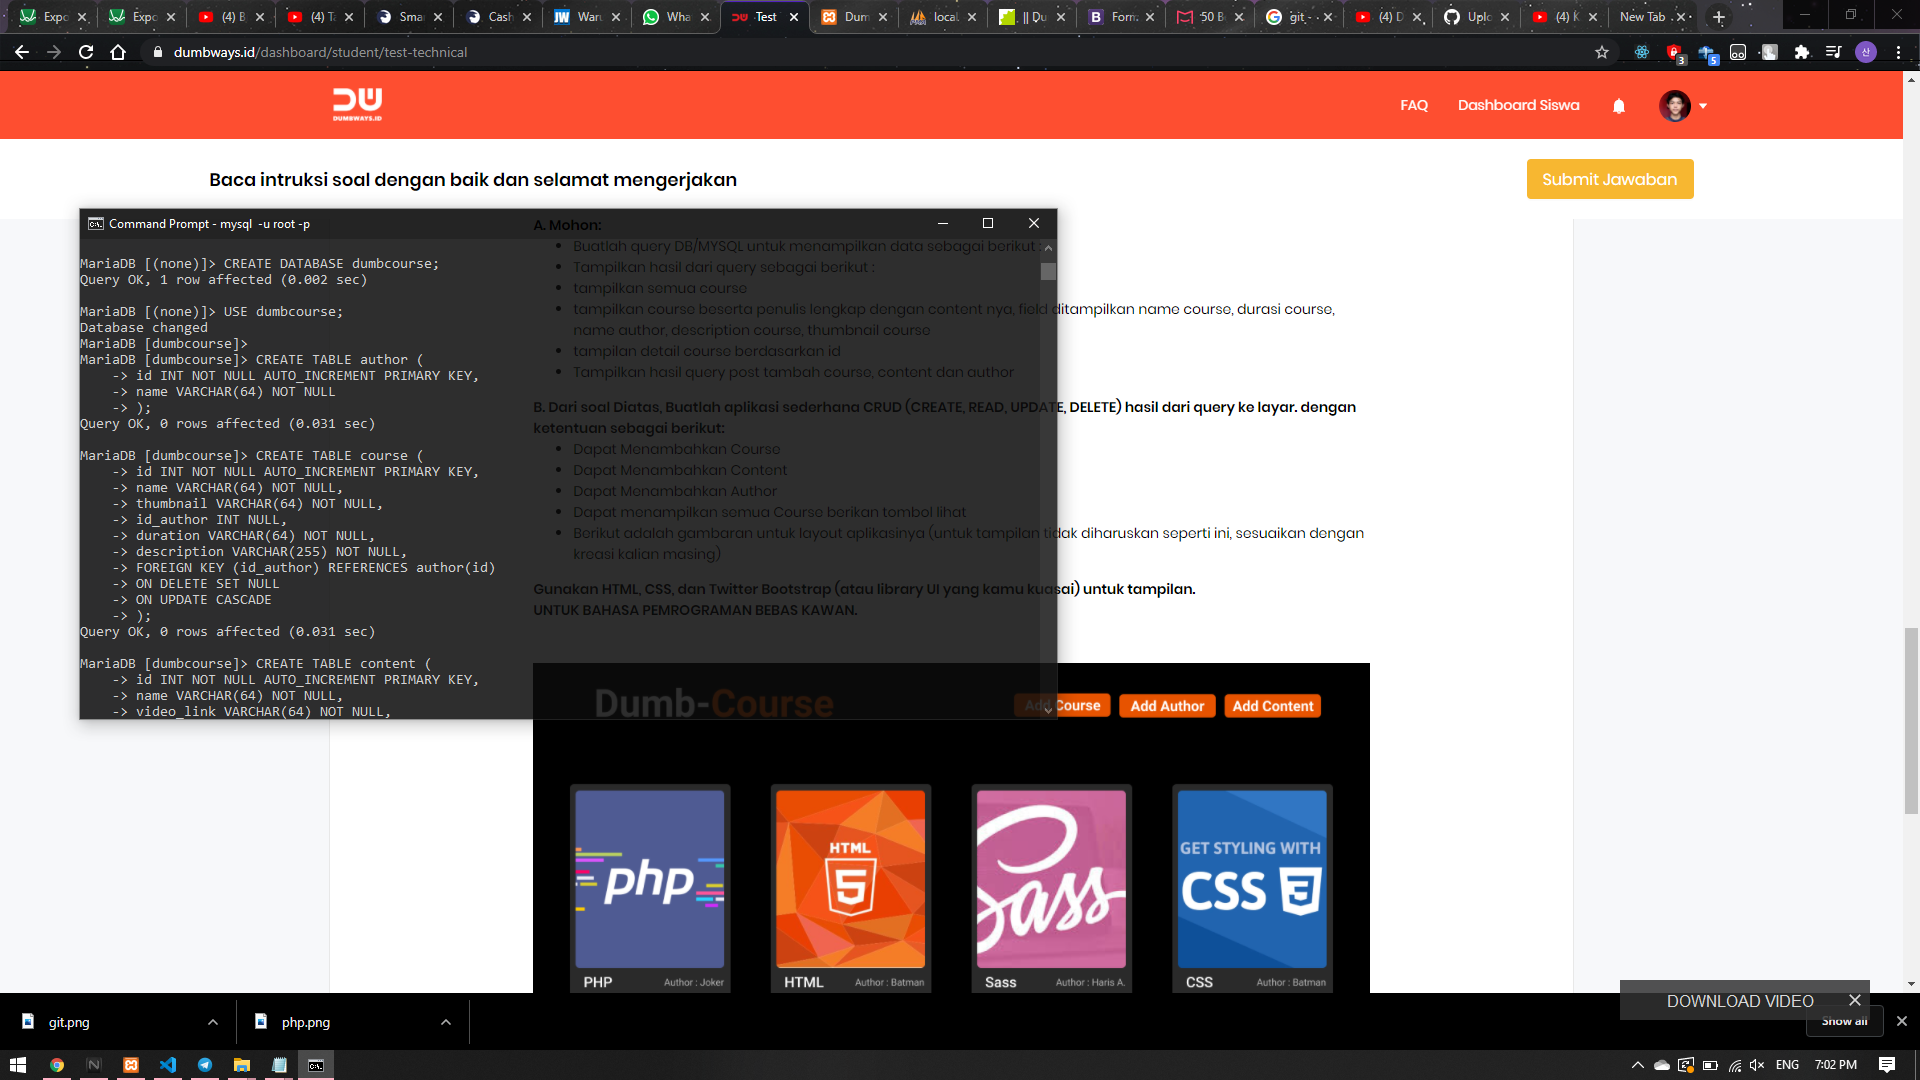 Expo
Expo
(4) B
(4) T
Smar
Cash
JW
Waru
Wha
Test
Dum
local
|| Du
B
Form
50 B
git -
(4) D
Uplo
(4) K
New Tab
dumbways.id/dashboard/student/test-technical
3
5
산
DUMBWAYS.ID
FAQ
Dashboard Siswa
Baca intruksi soal dengan baik dan selamat mengerjakan
Submit Jawaban
Command Prompt - mysql  -u root -p
MariaDB [(none)]> CREATE DATABASE dumbcourse;
Query OK, 1 row affected (0.002 sec)
MariaDB [(none)]> USE dumbcourse;
Database changed
MariaDB [dumbcourse]>
MariaDB [dumbcourse]> CREATE TABLE author (
-> id INT NOT NULL AUTO_INCREMENT PRIMARY KEY,
-> name VARCHAR(64) NOT NULL
-> );
Query OK, 0 rows affected (0.031 sec)
MariaDB [dumbcourse]> CREATE TABLE course (
-> id INT NOT NULL AUTO_INCREMENT PRIMARY KEY,
-> name VARCHAR(64) NOT NULL,
-> thumbnail VARCHAR(64) NOT NULL,
-> id_author INT NULL,
-> duration VARCHAR(64) NOT NULL,
-> description VARCHAR(255) NOT NULL,
-> FOREIGN KEY (id_author) REFERENCES author(id)
-> ON DELETE SET NULL
-> ON UPDATE CASCADE
-> );
Query OK, 0 rows affected (0.031 sec)
MariaDB [dumbcourse]> CREATE TABLE content (
-> id INT NOT NULL AUTO_INCREMENT PRIMARY KEY,
-> name VARCHAR(64) NOT NULL,
-> video_link VARCHAR(64) NOT NULL,
A. Mohon:
Buatlah query DB/MYSQL untuk menampilkan data sebagai berikut :
Tampilkan hasil dari query sebagai berikut :
tampilkan semua course
tampilkan course beserta penulis lengkap dengan content nya, field ditampilkan name course, durasi course,
name author, description course, thumbnail course
tampilan detail course berdasarkan id
Tampilkan hasil query post tambah course, content dan author
B. Dari soal Diatas, Buatlah aplikasi sederhana CRUD (CREATE, READ, UPDATE, DELETE) hasil dari query ke layar. dengan
ketentuan sebagai berikut:
Dapat Menambahkan Course
Dapat Menambahkan Content
Dapat Menambahkan Author
Dapat menampilkan semua Course berikan tombol lihat
Berikut adalah gambaran untuk layout aplikasinya (untuk tampilan tidak diharuskan seperti ini, sesuaikan dengan
kreasi kalian masing)
Gunakan HTML, CSS, dan Twitter Bootstrap (atau library UI yang kamu kuasai) untuk tampilan.
UNTUK BAHASA PEMROGRAMAN BEBAS KAWAN.
Dumb-Course
Add Course
Add Author
Add Content
php
HTML
5
Sass
GET STYLING WITH
CSS 3
PHP
Author : Joker
HTML
Author : Batman
Sass
Author : Haris A.
CSS
Author : Batman
DOWNLOAD VIDEO
git.png
php.png
Show all
ENG
7:02 PM